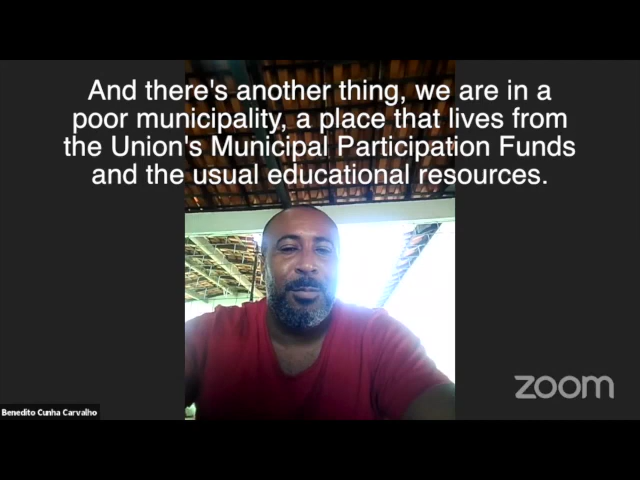 And there's another thing, we are in a
poor municipality, a place that lives from
the Union's Municipal Participation Funds
and the usual educational resources.
zoom
Benedito Cunha Carvalho